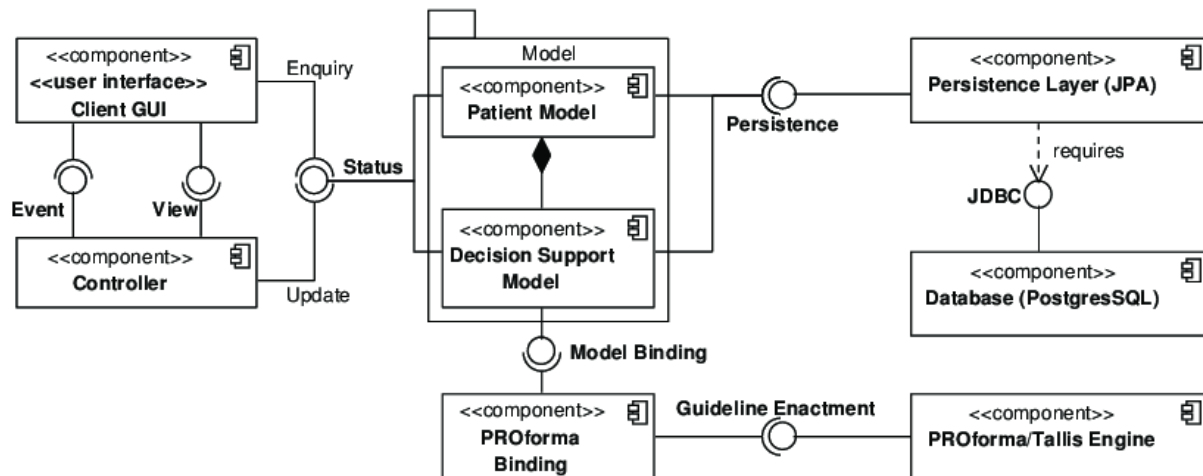 <<component>>
<<user interface>>
Client GUI
Enquiry
Model
<<component>>
Patient Model
<<component>>
Persistence Layer (JPA)
Persistence
requires
Status
Event
View
JDBC
<<component>>
Controller
Update
<<component>>
Decision Support
Model
<<component>>
Database (PostgresSQL)
Model Binding
<<component>>
PROforma
Binding
Guideline Enactment
<<component>>
PROforma/Tallis Engine